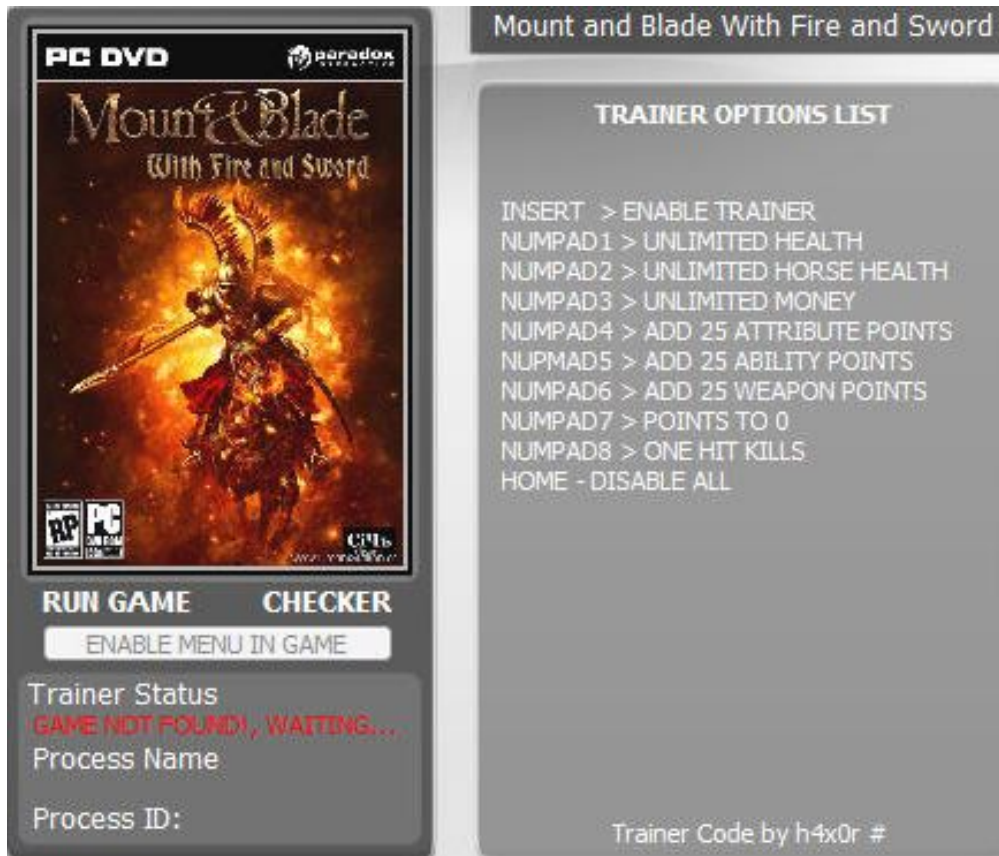 Mount and Blade With Fire and Sword
PC DVD
paradox
INTERACTIVE
Mount & Blade
With Fire and Sword
RP
PC
RUN GAME
CHECKER
ENABLE MENU IN GAME
Trainer Status
GAME NOT FOUND!, WAITING...
Process Name
Process ID:
TRAINER OPTIONS LIST
INSERT > ENABLE TRAINER
NUMPAD1 > UNLIMITED HEALTH
NUMPAD2 > UNLIMITED HORSE HEALTH
NUMPAD3 > UNLIMITED MONEY
NUMPAD4 > ADD 25 ATTRIBUTE POINTS
NUPMAD5 > ADD 25 ABILITY POINTS
NUMPAD6 > ADD 25 WEAPON POINTS
NUMPAD7 > POINTS TO 0
NUMPAD8 > ONE HIT KILLS
HOME - DISABLE ALL
Trainer Code by h4x0r #